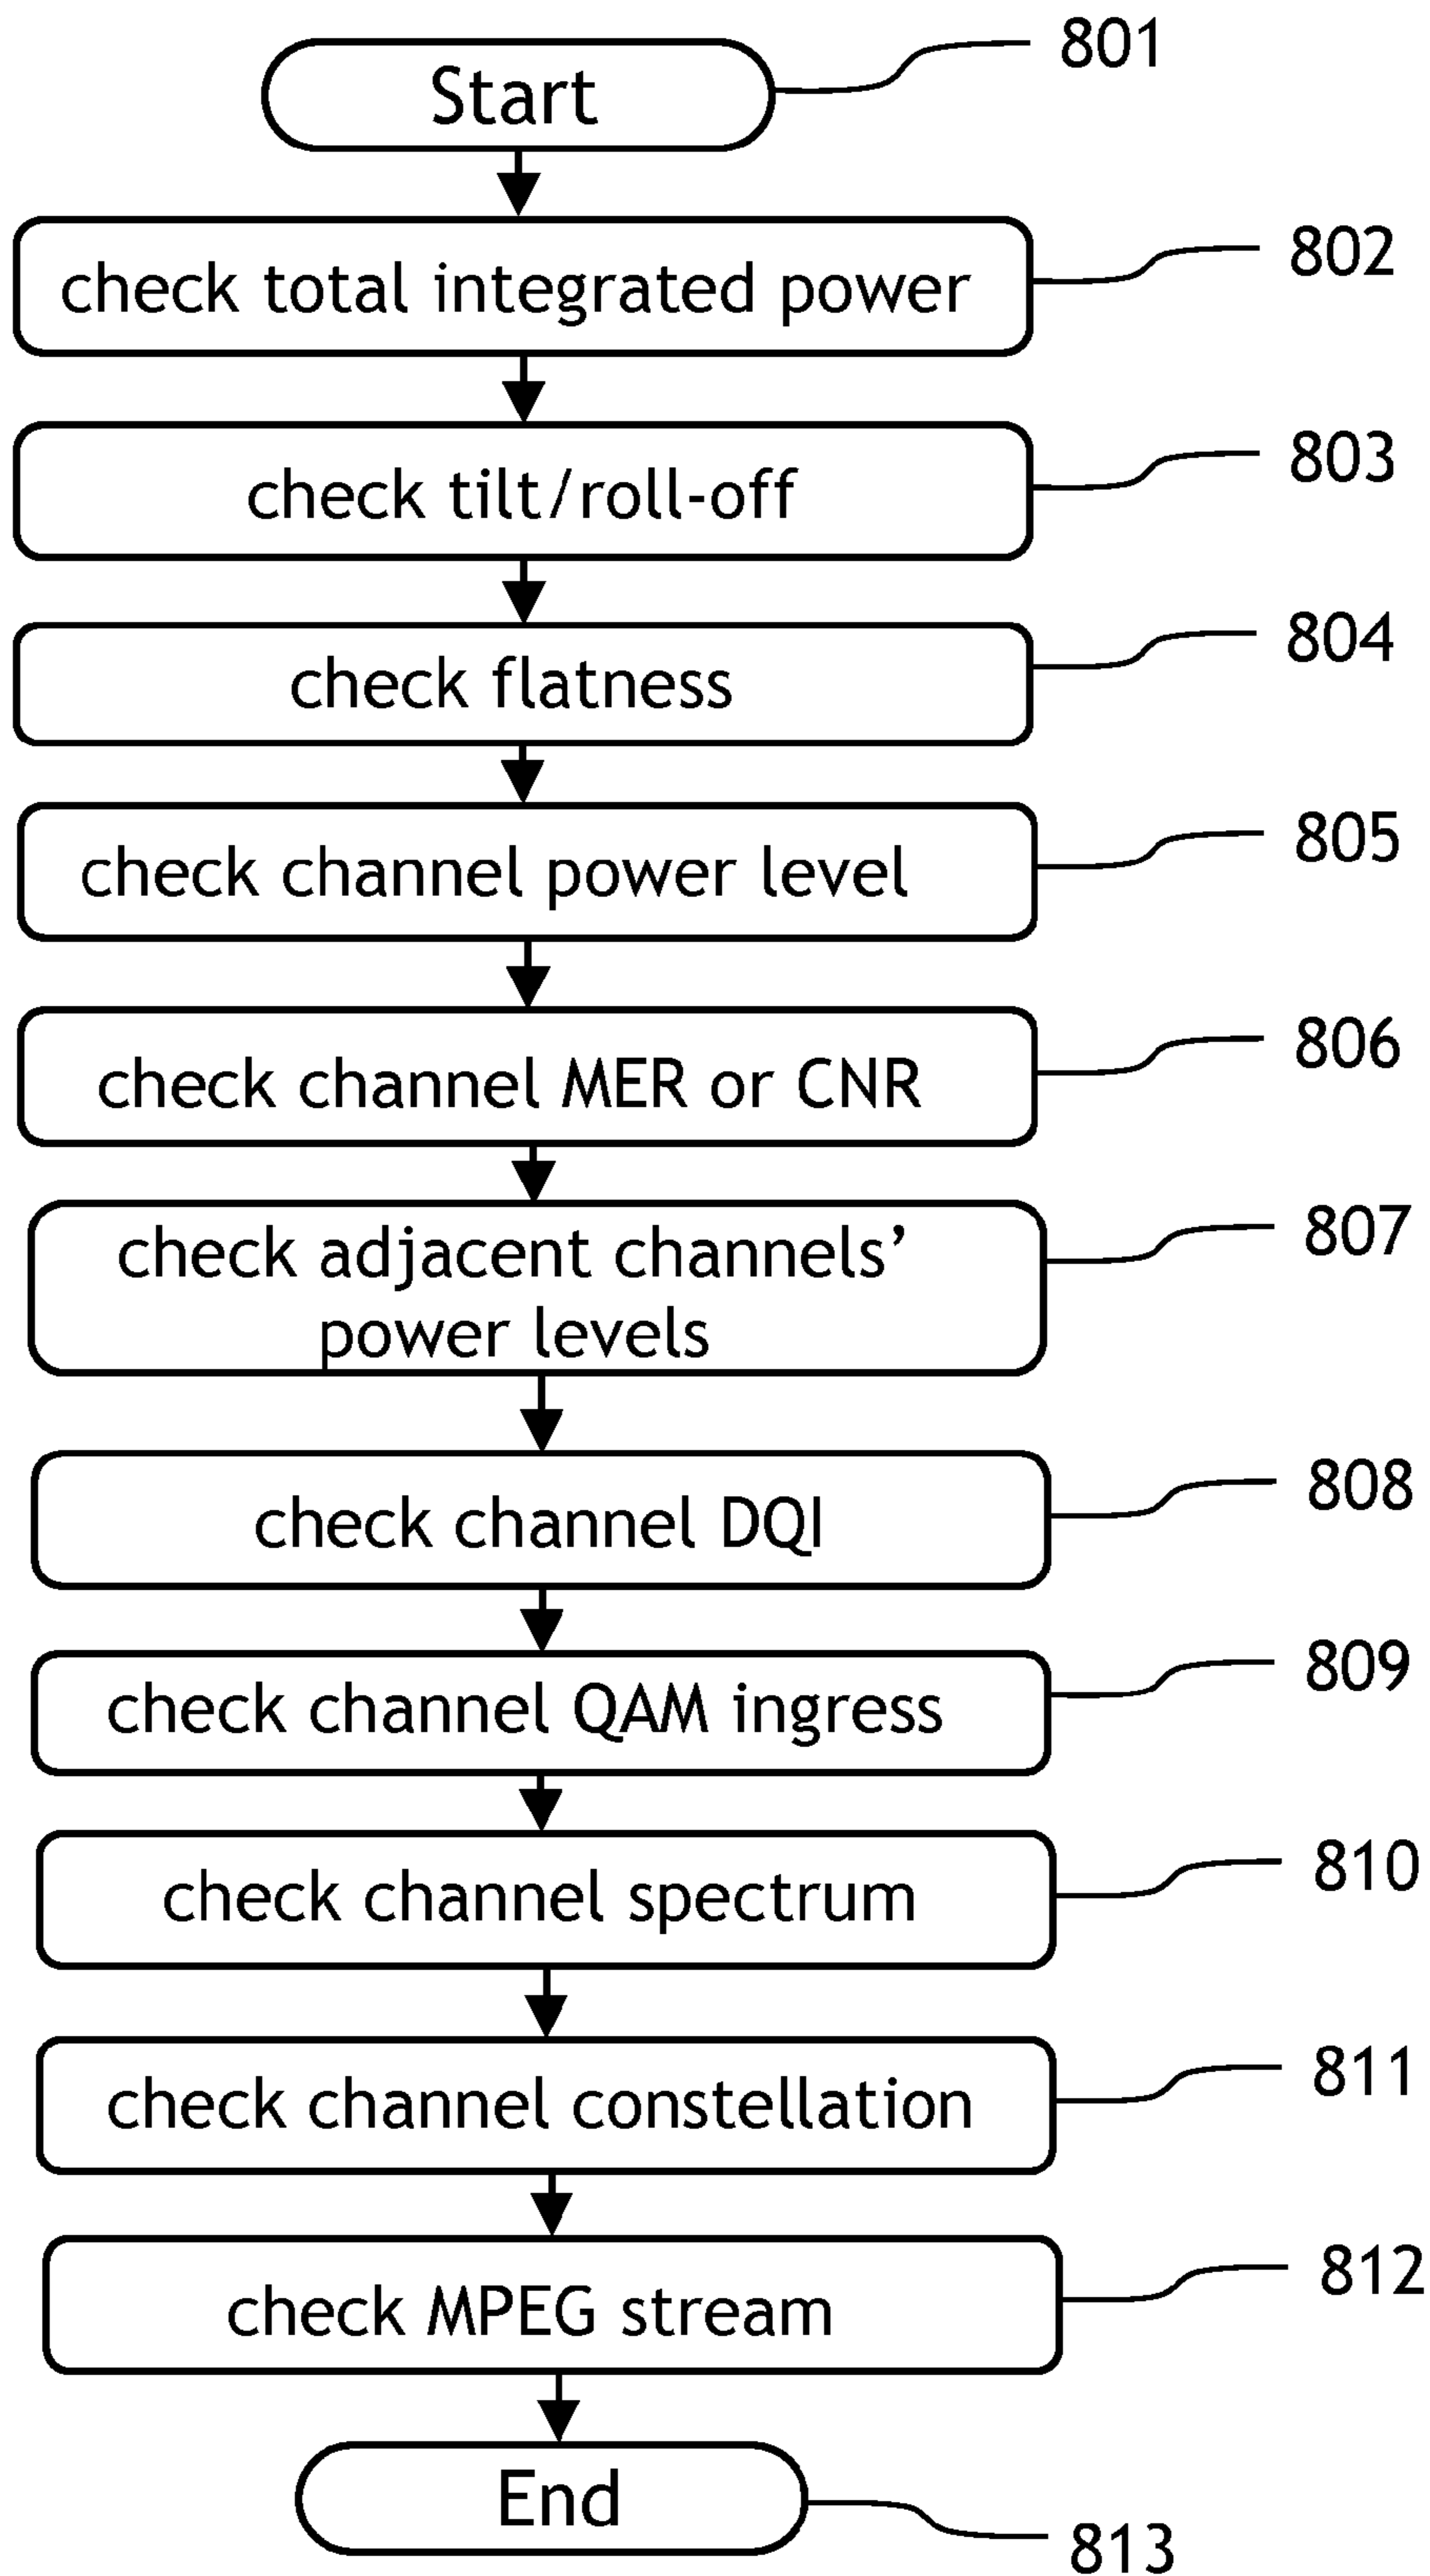 Start
801
check total integrated power
802
check tilt/roll-off
803
check flatness
804
check channel power level
805
check channel MER or CNR
806
check adjacent channels’
power levels
807
check channel DQI
808
check channel QAM ingress
809
check channel spectrum
810
check channel constellation
811
check MPEG stream
812
End
813